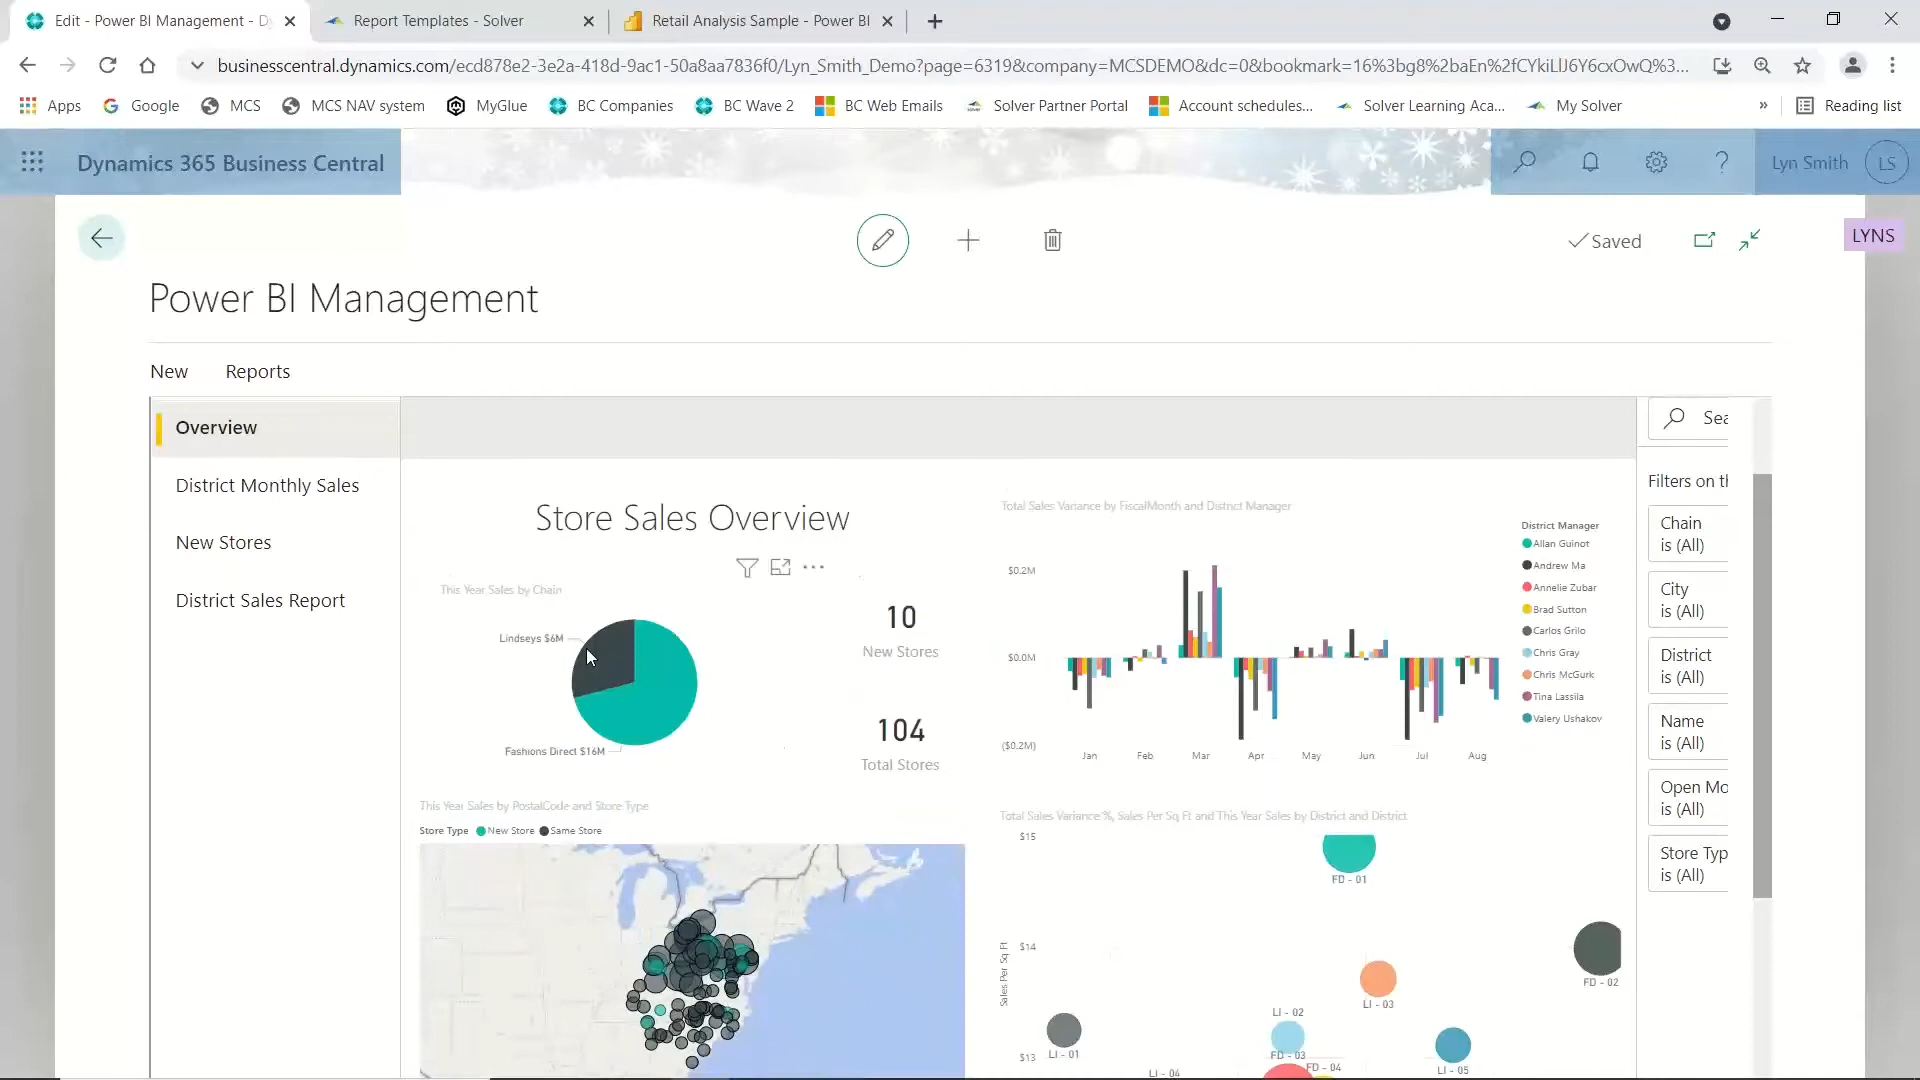 Edit - Power BI Management - D
Report Templates - Solver
Retail Analysis Sample - Power BI
businesscentral.dynamics.com/ecd878e2-3e2a-418d-9ac1-50a8aa7836f0/Lyn_Smith_Demo?page=6319&company=MCSDEMO&dc=0&bookmark=16%3bg8%2baEn%2fCYkiLlJ6Y6cxOwQ%3...
Apps
Google
MCS
MCS NAV system
MyGlue
BC Companies
BC Wave 2
BC Web Emails
Solver Partner Portal
Account schedules...
Solver Learning Aca...
My Solver
»
Reading list
Dynamics 365 Business Central
Lyn Smith
LS
Saved
LYNS
Power BI Management
New
Reports
Overview
District Monthly Sales
New Stores
District Sales Report
Store Sales Overview
This Year Sales by Chain
Lindseys $6M
Fashions Direct $16M
10
New Stores
104
Total Stores
Total Sales Variance by FiscalMonth and District Manager
$0.2M
$0.0M
($0.2M)
Jan
Feb
Mar
Apr
May
Jun
Jul
Aug
District Manager
Allan Guinot
Andrew Ma
Annelie Zubar
Brad Sutton
Carlos Grilo
Chris Gray
Chris McGurk
Tina Lassila
Valery Ushakov
This Year Sales by PostalCode and Store Type
Store Type
New Store
Same Store
Total Sales Variance %, Sales Per Sq Ft and This Year Sales by District and District
Sales Per Sq Ft
$15
$14
$13
FD - 01
FD - 02
LI - 03
LI - 02
LI - 01
FD - 03
LI - 05
FD - 04
LI - 04
Sea
Filters on th
Chain
is (All)
City
is (All)
District
is (All)
Name
is (All)
Open Mo
is (All)
Store Typ
is (All)